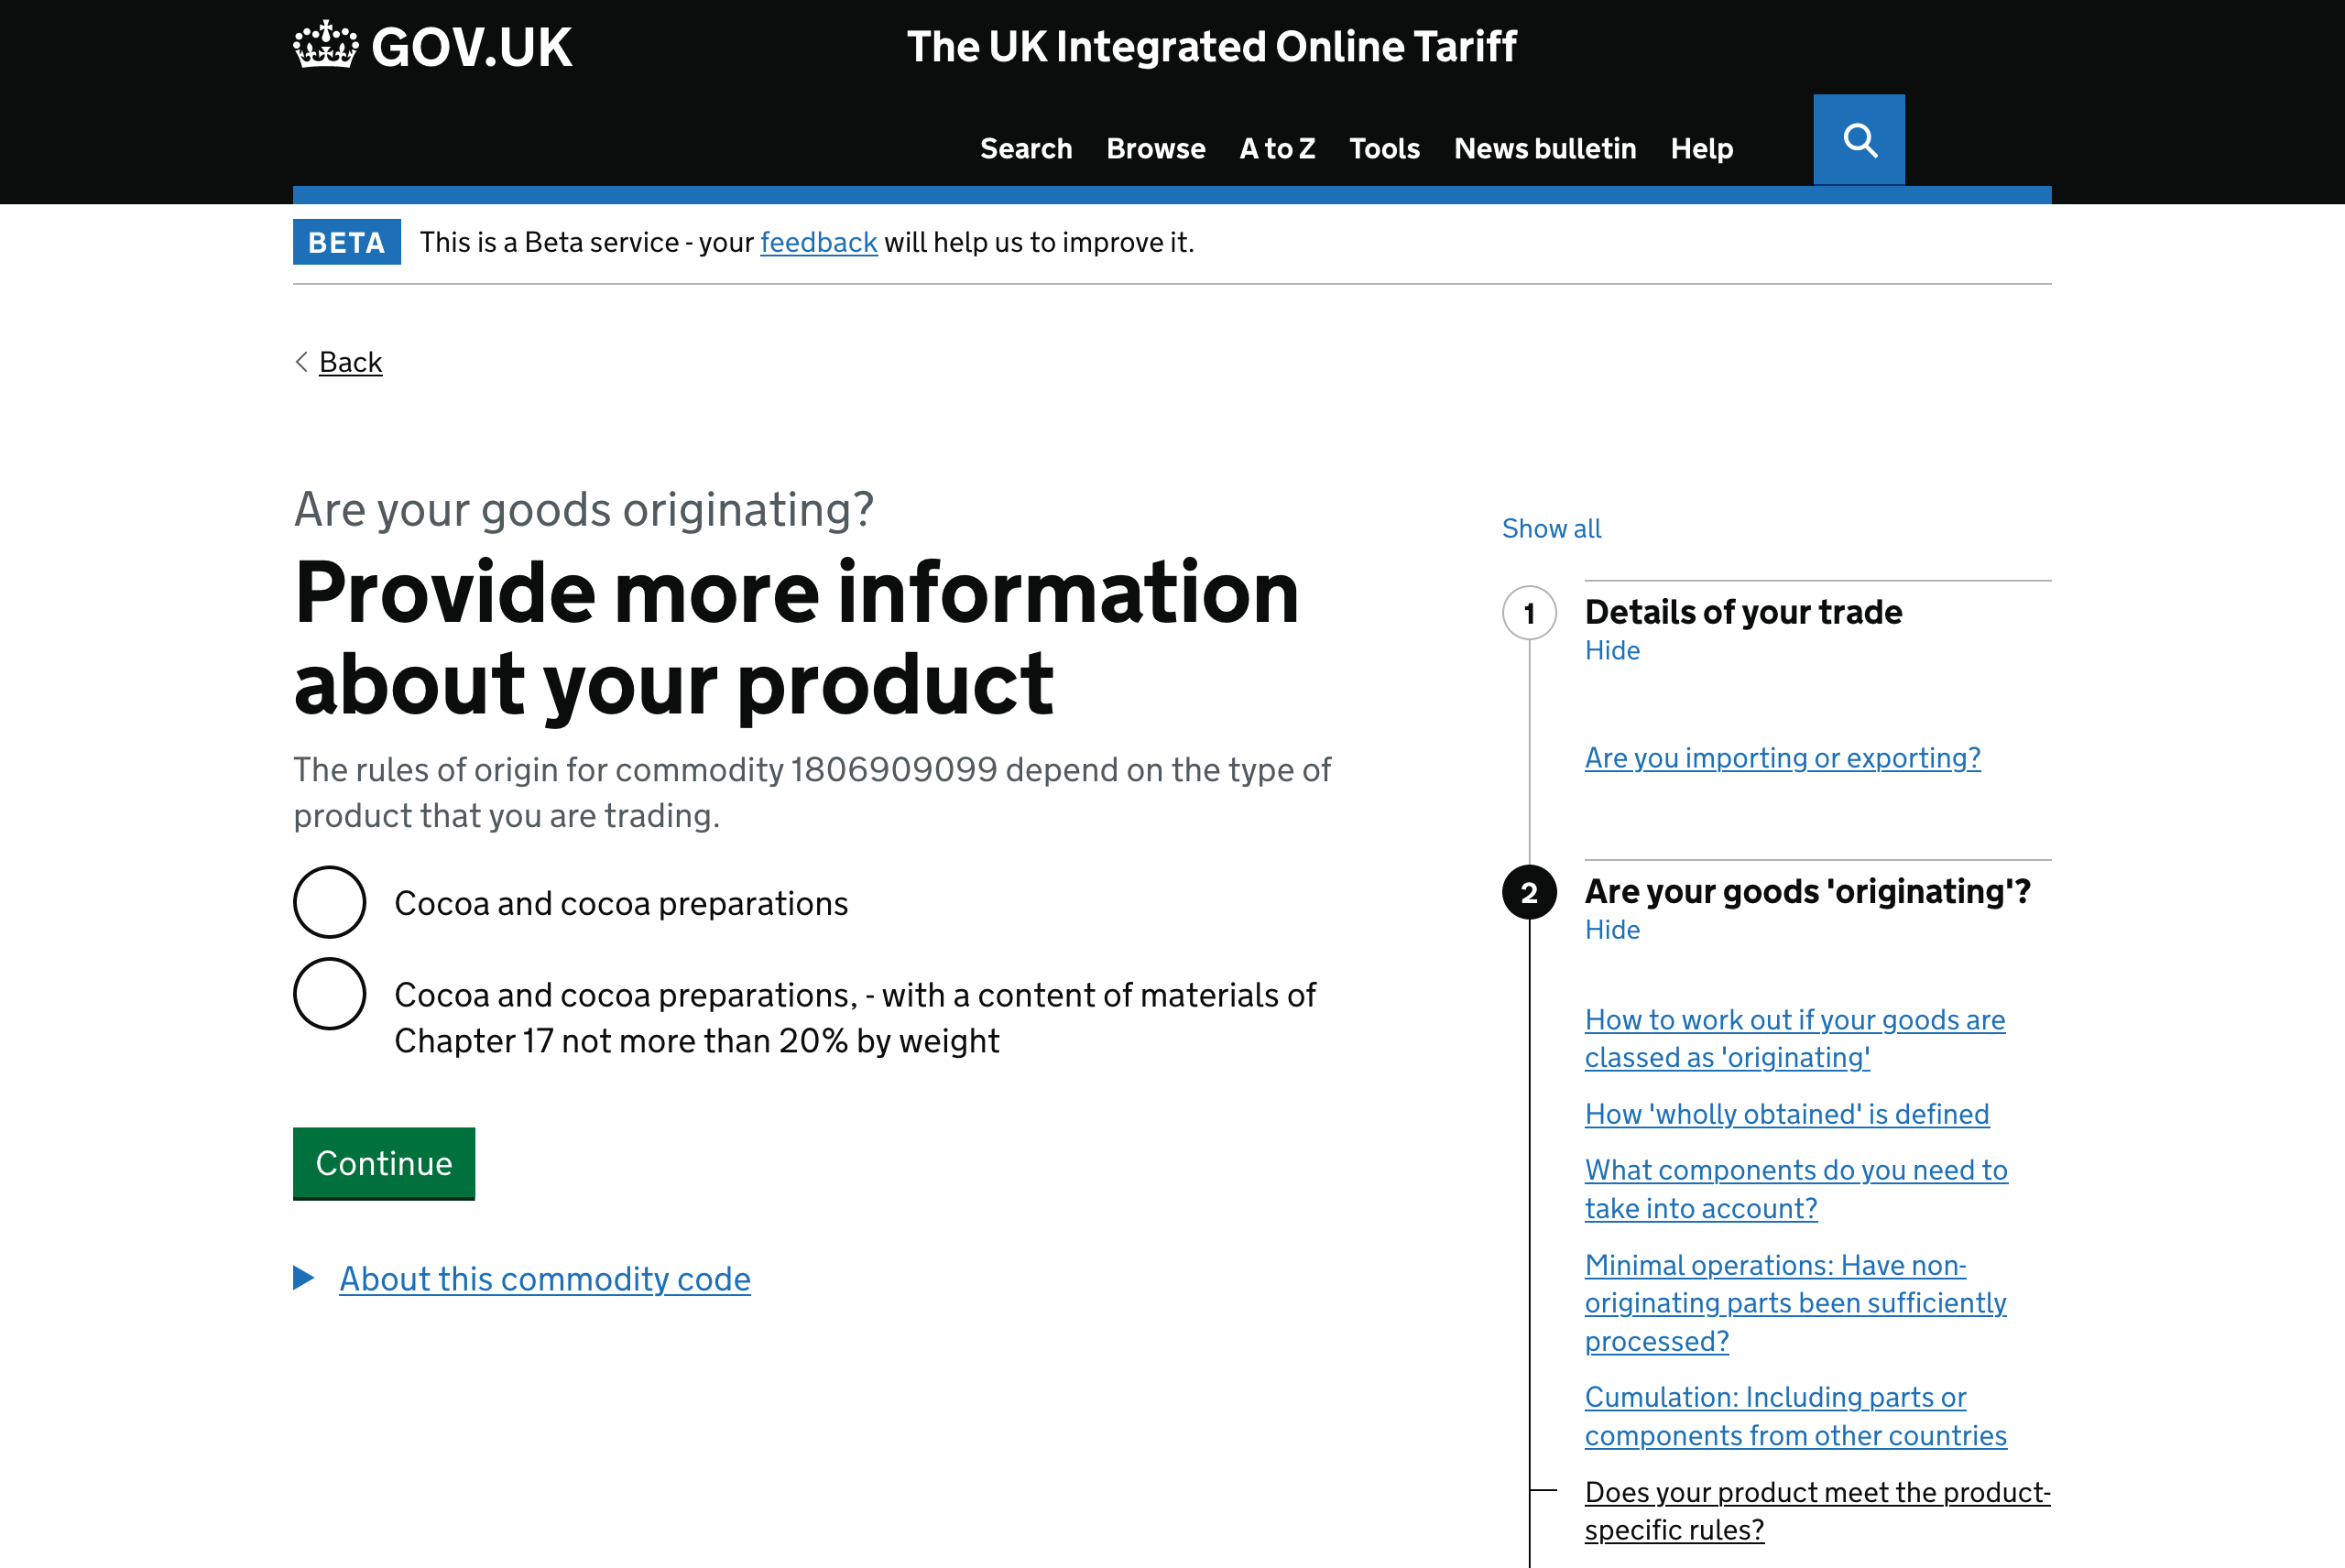 GOV.UK
The UK Integrated Online Tariff
Search Browse A to Z Tools News bulletin Help
BETA This is a Beta service - your feedback will help us to improve it.
Back
Are your goods originating?
Provide more information
about your product
The rules of origin for commodity 1806909099 depend on the type of
product that you are trading.
Cocoa and cocoa preparations
Cocoa and cocoa preparations, - with a content of materials of
Chapter 17 not more than 20% by weight
Continue
About this commodity code
Show all
1 Details of your trade
Hide
Are you importing or exporting?
2 Are your goods 'originating'?
Hide
How to work out if your goods are
classed as 'originating'
How 'wholly obtained' is defined
What components do you need to
take into account?
Minimal operations: Have non-
originating parts been sufficiently
processed?
Cumulation: Including parts or
components from other countries
Does your product meet the product-
specific rules?